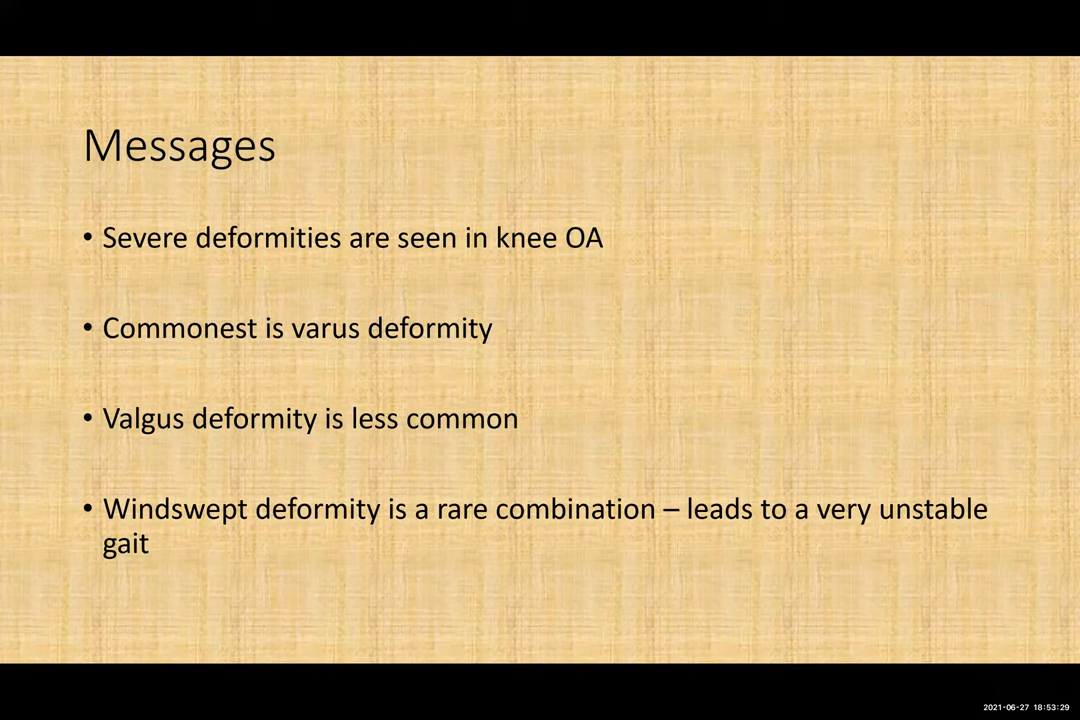 Messages
• Severe deformities are seen in knee OA
• Commonest is varus deformity
• Valgus deformity is less common
• Windswept deformity is a rare combination – leads to a very unstable
gait
2021-06-27 18:53:29